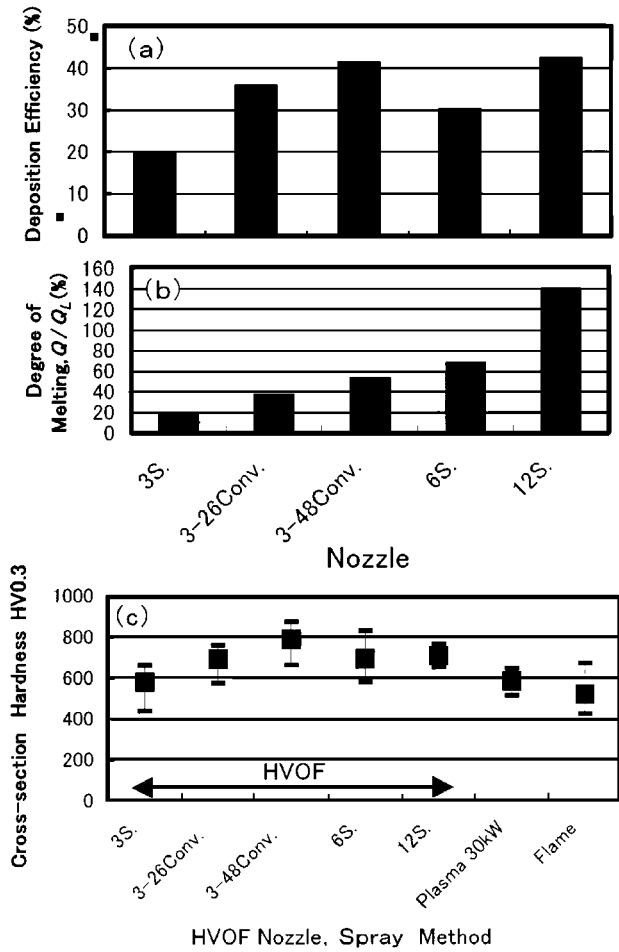 Deposition Efficiency (%)
50
40
30
20
10
0
(a)
Degree of
Melting, Q/QL(%)
160
140
120
100
80
60
40
20
0
(b)
3S.
3-26Conv.
3-48Conv.
6S.
12S.
Nozzle
Cross-section Hardness HV0.3
1000
800
600
400
200
0
(c)
HVOF
3S.
3-26Conv.
3-48Conv.
6S.
12S.
Plasma 30kW
Flame
HVOF Nozzle, Spray Method